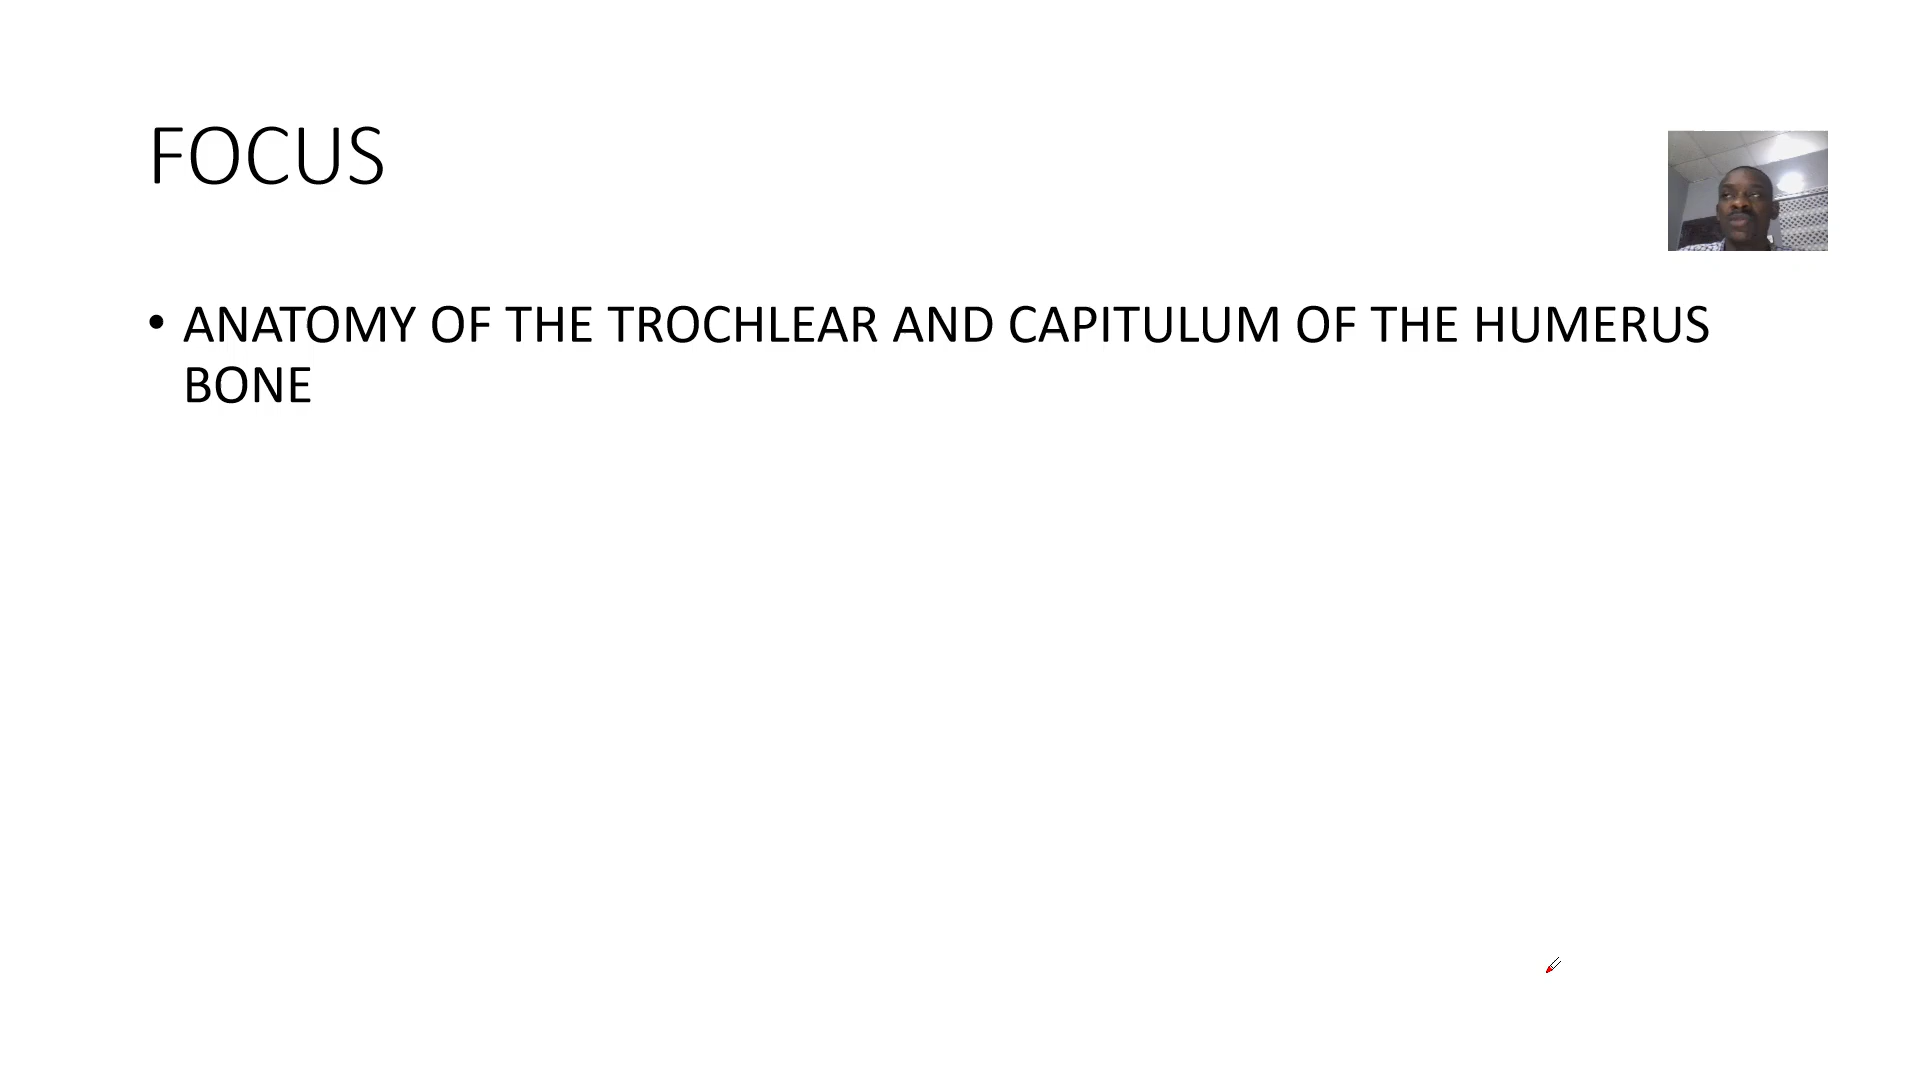 FOCUS
• ANATOMY OF THE TROCHLEAR AND CAPITULUM OF THE HUMERUS
BONE